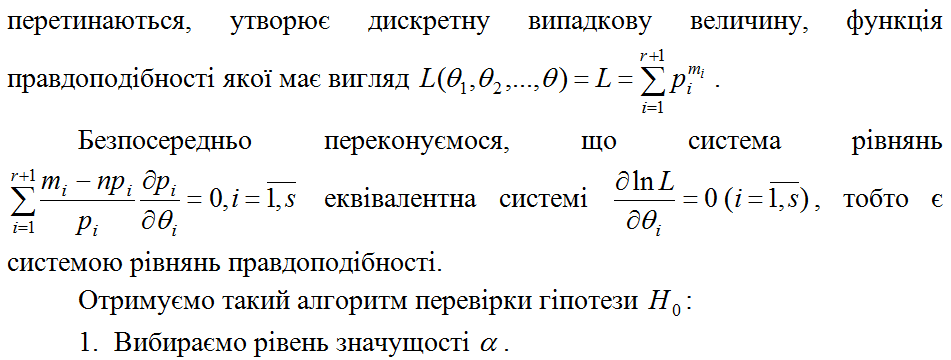 перетинаються, утворює дискретну випадкову величину, функція
правдоподібності якої має вигляд $L(\theta_1,\theta_2,...,\theta) = L = \sum_{i=1}^{r+1} p_i^{m_i}$ .
Безпосередньо переконуємося, що система рівнянь
$\sum_{i=1}^{r+1} \frac{m_i - np_i}{p_i} \frac{\partial p_i}{\partial \theta_i} = 0, i = \overline{1,s}$ еквівалентна системі $\frac{\partial \ln L}{\partial \theta_i} = 0 \ (i = \overline{1,s})$, тобто є
системою рівнянь правдоподібності.
Отримуємо такий алгоритм перевірки гіпотези $H_0$ :
1. Вибираємо рівень значущості $\alpha$ .